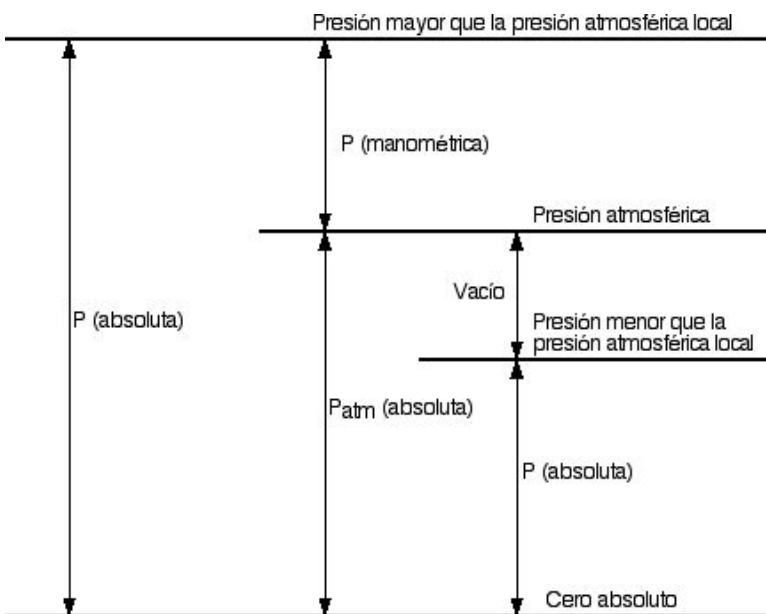 Presión mayor que la presión atmosférica local
P (manométrica)
Presión atmosférica
Vacío
P (absoluta)
Presión menor que la
presión atmosférica local
Patm (absoluta)
P (absoluta)
Cero absoluto